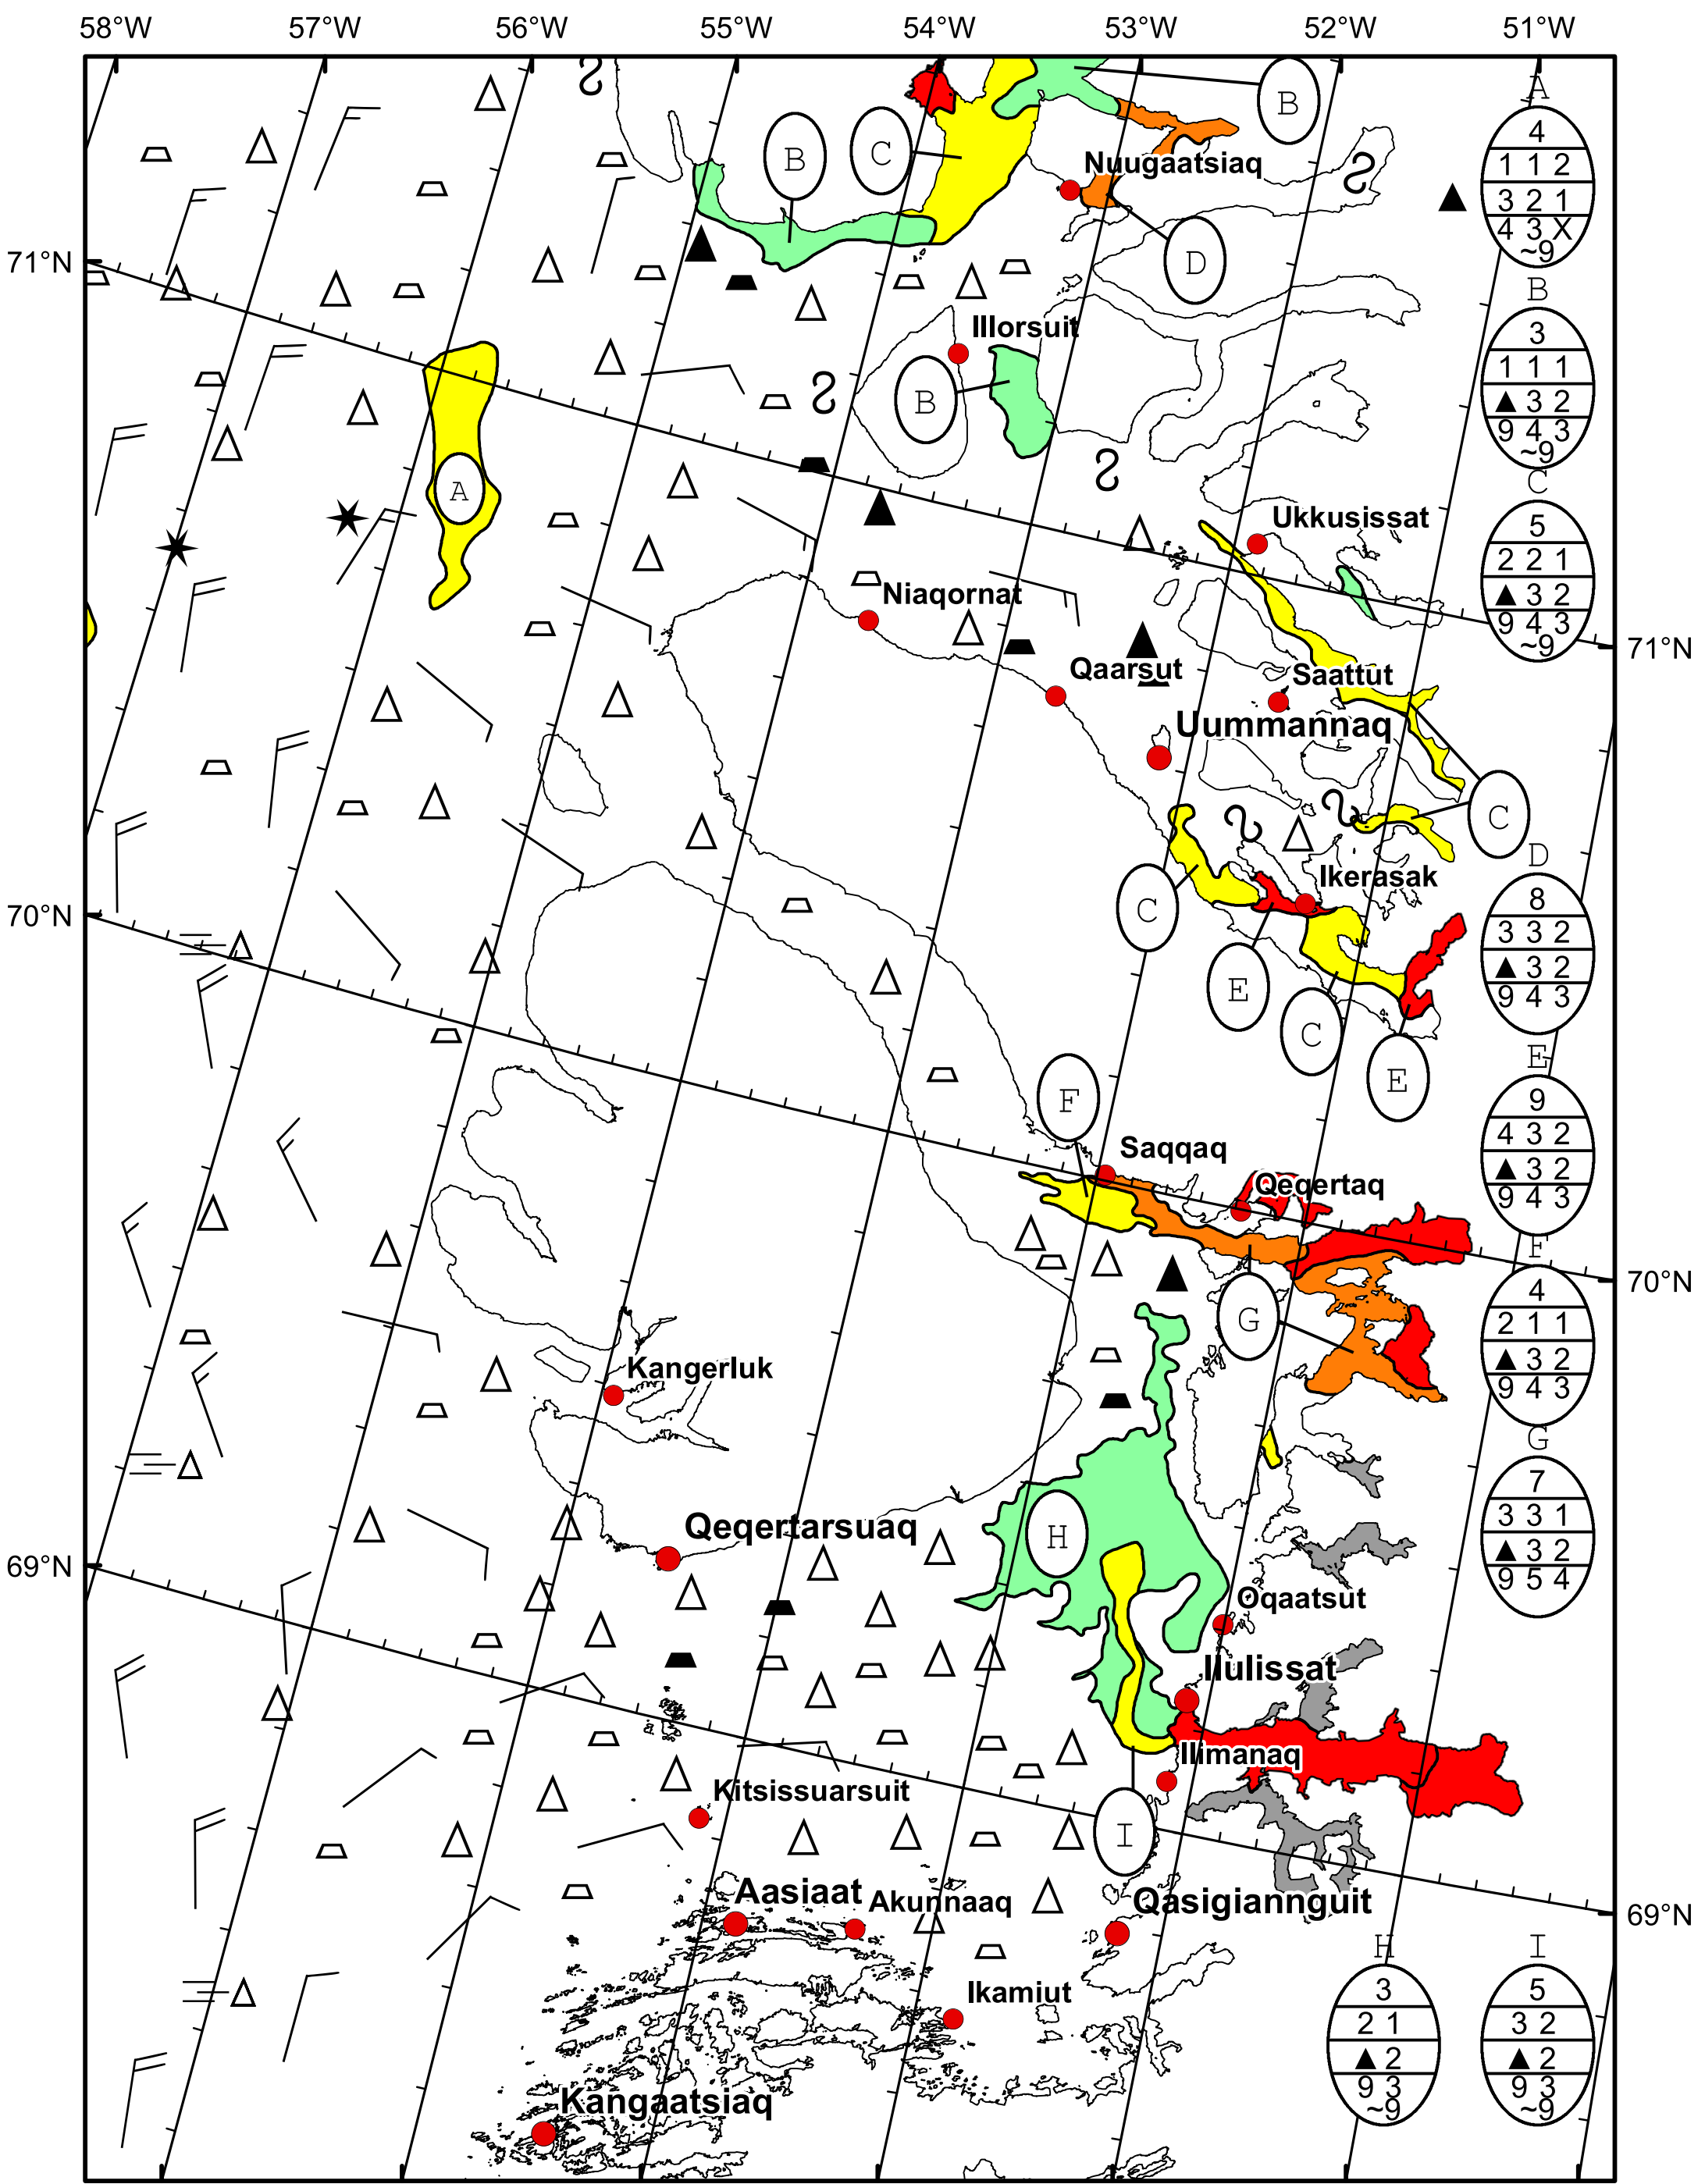 58°W 57°W 56°W 55°W 54°W 53°W 52°W 51°W
A
4
1 1 2
3 2 1
4 3 X
~9
B
C
B
Nuugaatsiaq
D
71°N
B
3
1 1 1
▲ 3 2
9 4 3
~9
Illorsuit
B
A
C
5
2 2 1
▲ 3 2
9 4 3
~9
Ukkusissat
Niaqornat
71°N
Qaarsut
Saattut
Uummannaq
C
D
8
3 3 2
▲ 3 2
9 4 3
Ikerasak
C
70°N
E
C
E
E
9
4 3 2
▲ 3 2
9 4 3
F
Saqqaq
Qeqertaq
F
4
2 1 1
▲ 3 2
9 4 3
70°N
G
Kangerluk
G
7
3 3 1
▲ 3 2
9 5 4
Qeqertarsuaq
H
69°N
Oqaatsut
Ilulissat
Ilimanaq
Kitsissuarsuit
I
Aasiaat
Akunnaaq
Qasigiannguit
69°N
Ikamiut
H
3
2 1
▲ 2
9 3
~9
I
5
3 2
▲ 2
9 3
~9
Kangaatsiaq